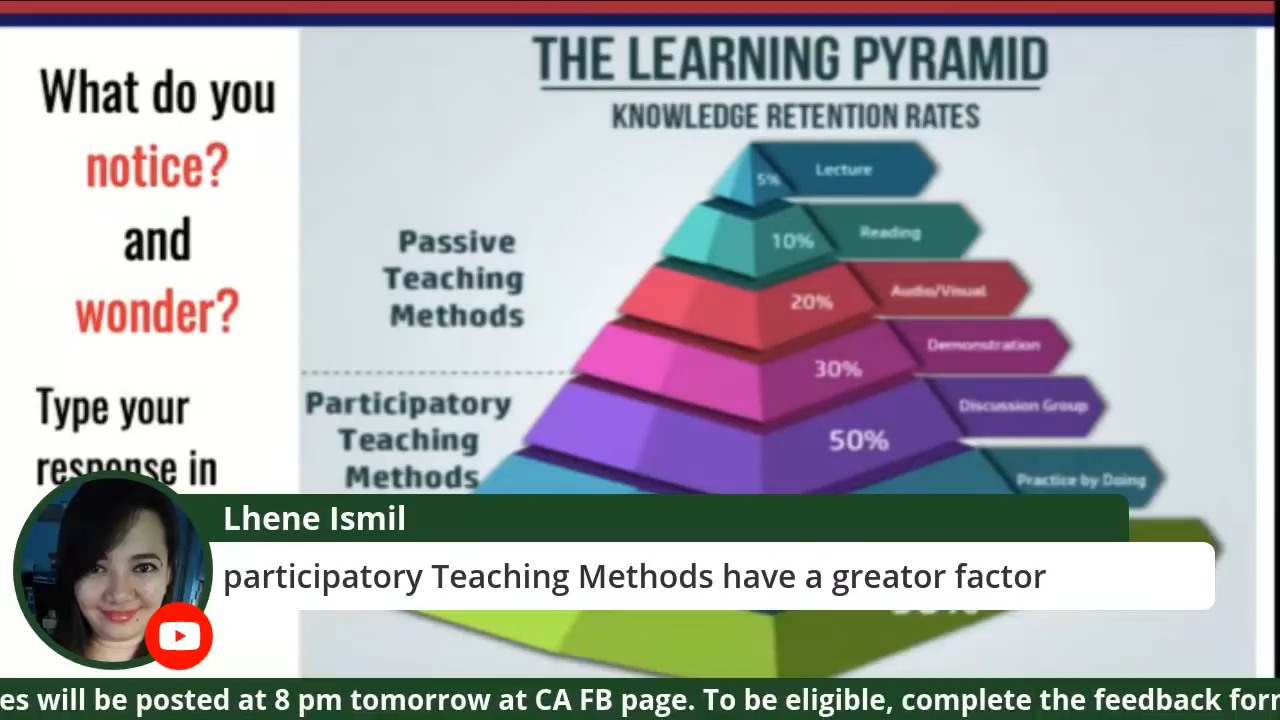 What do you
notice?
and
wonder?
Type your
response in
THE LEARNING PYRAMID
KNOWLEDGE RETENTION RATES
5%
Lecture
10%
Reading
20%
Audio/Visual
30%
Demonstration
50%
Discussion Group
Practice by Doing
Passive
Teaching
Methods
Participatory
Teaching
Methods
Lhene Ismil
participatory Teaching Methods have a greator factor
es will be posted at 8 pm tomorrow at CA FB page. To be eligible, complete the feedback for